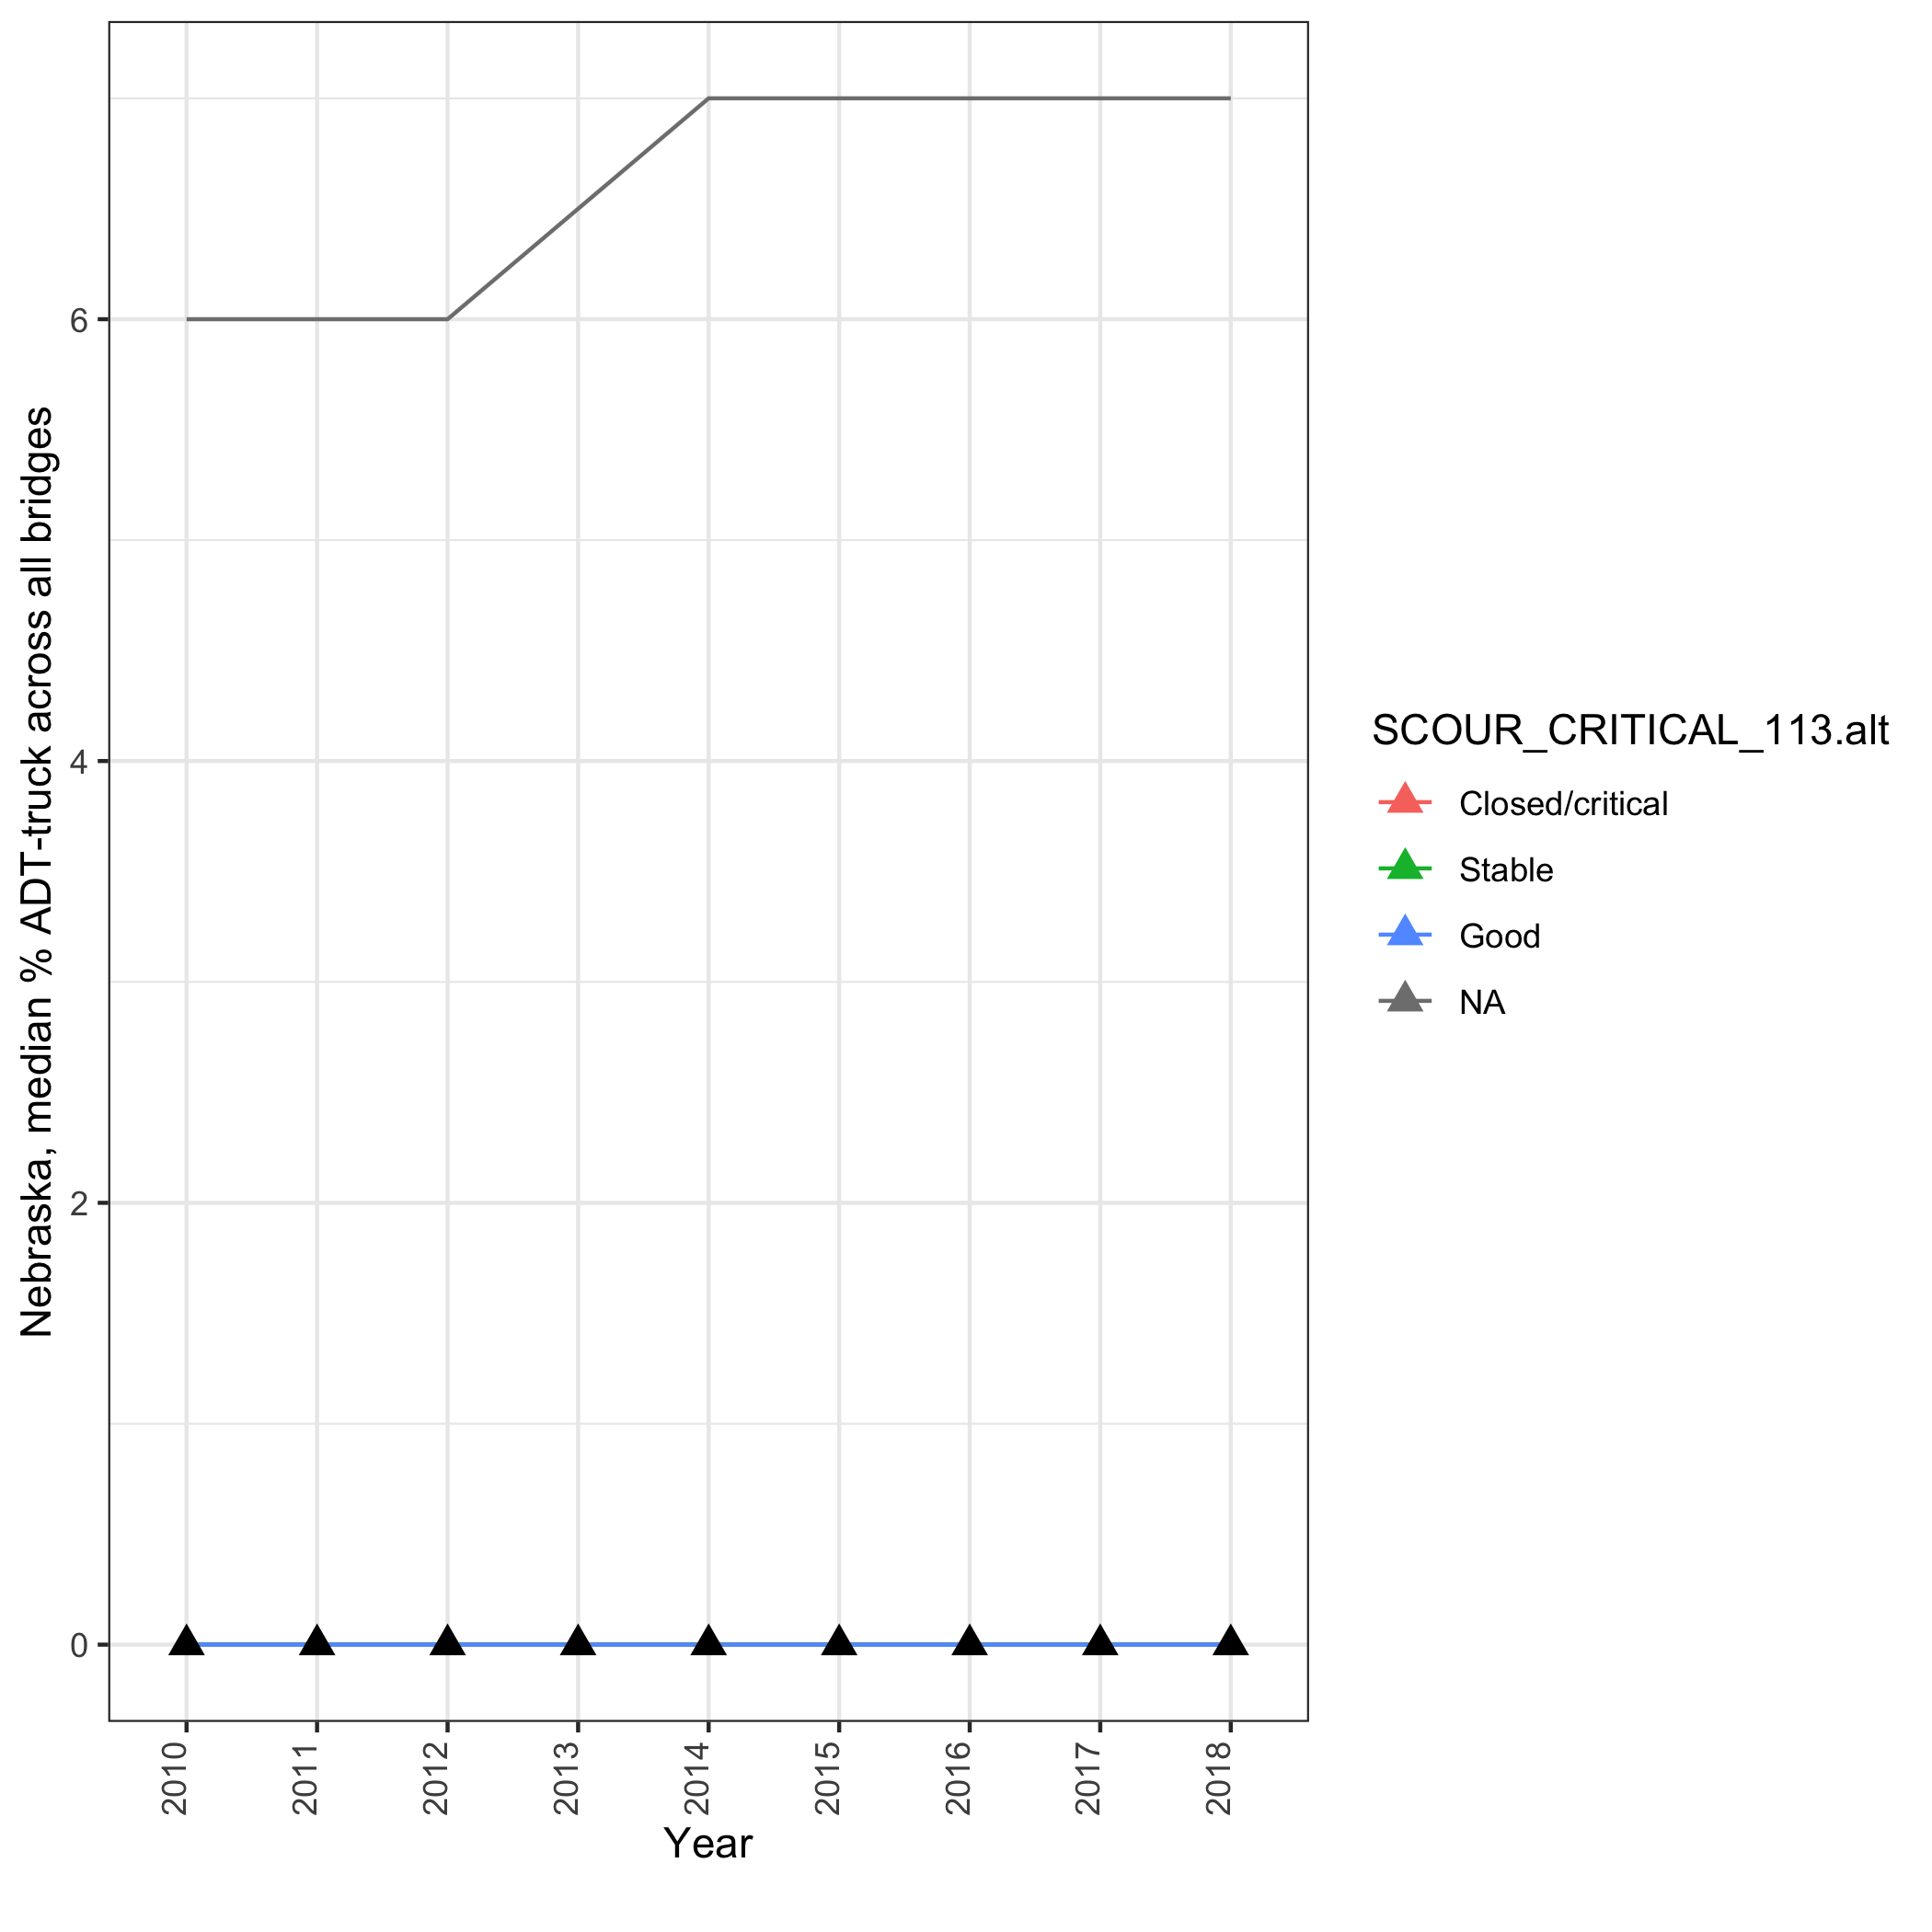 Nebraska, median % ADT-truck across all bridges
6
4
2
0
2010
2011
2012
2013
2014
2015
2016
2017
2018
Year
SCOUR_CRITICAL_113.alt
Closed/critical
Stable
Good
NA